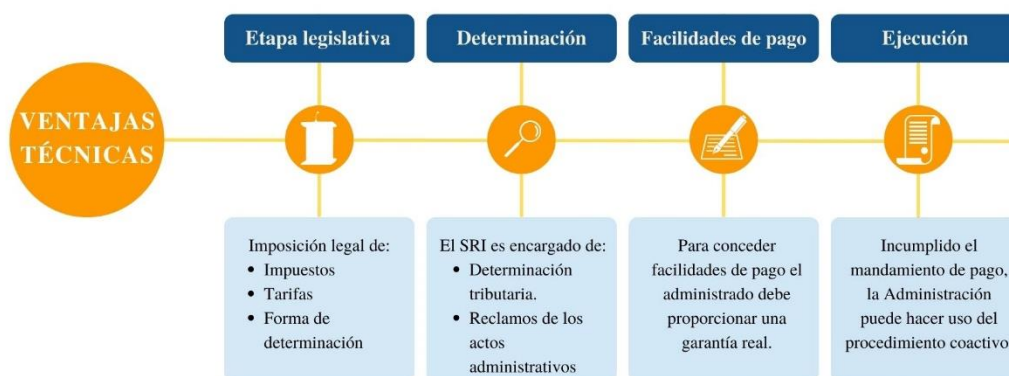 VENTAJAS
TÉCNICAS
Etapa legislativa
Imposición legal de:
• Impuestos
• Tarifas
• Forma de
determinación
Determinación
El SRI es encargado de:
• Determinación
tributaria.
• Reclamos de los
actos
administrativos
Facilidades de pago
Para conceder
facilidades de pago el
administrado debe
proporcionar una
garantía real.
Ejecución
Incumplido el
mandamiento de pago,
la Administración
puede hacer uso del
procedimiento coactivo